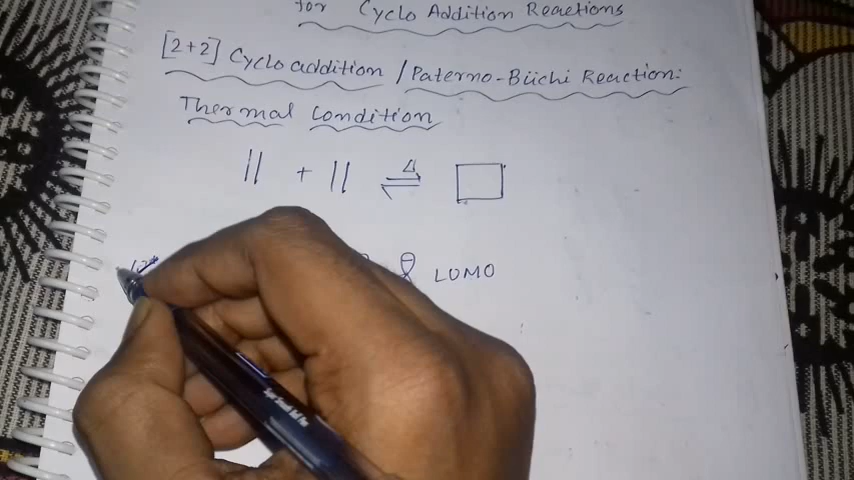 for Cyclo Addition Reactions
[2+2] Cyclo addition / Paterno-Büchi Reaction:
Thermal Condition
|| + || ⇌ Δ □
LUMO